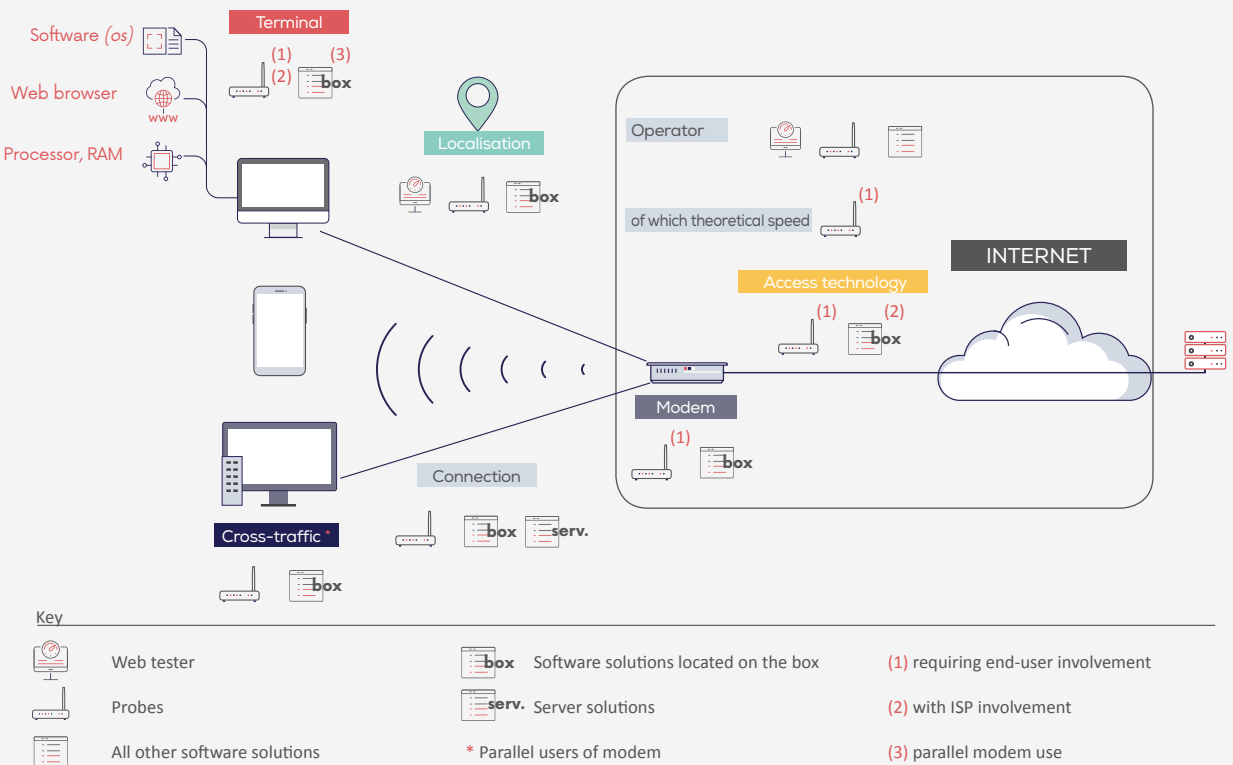 Terminal
Software (os)
(1) (3)
(2) box
Web browser
www
Processor, RAM
Localisation
box
Operator
of which theoretical speed
(1)
INTERNET
Access technology
(1) (2)
box
Modem
(1)
box
Connection
box serv.
Cross-traffic *
box
Key
Web tester
box Software solutions located on the box
(1) requiring end-user involvement
Probes
serv. Server solutions
(2) with ISP involvement
All other software solutions
* Parallel users of modem
(3) parallel modem use